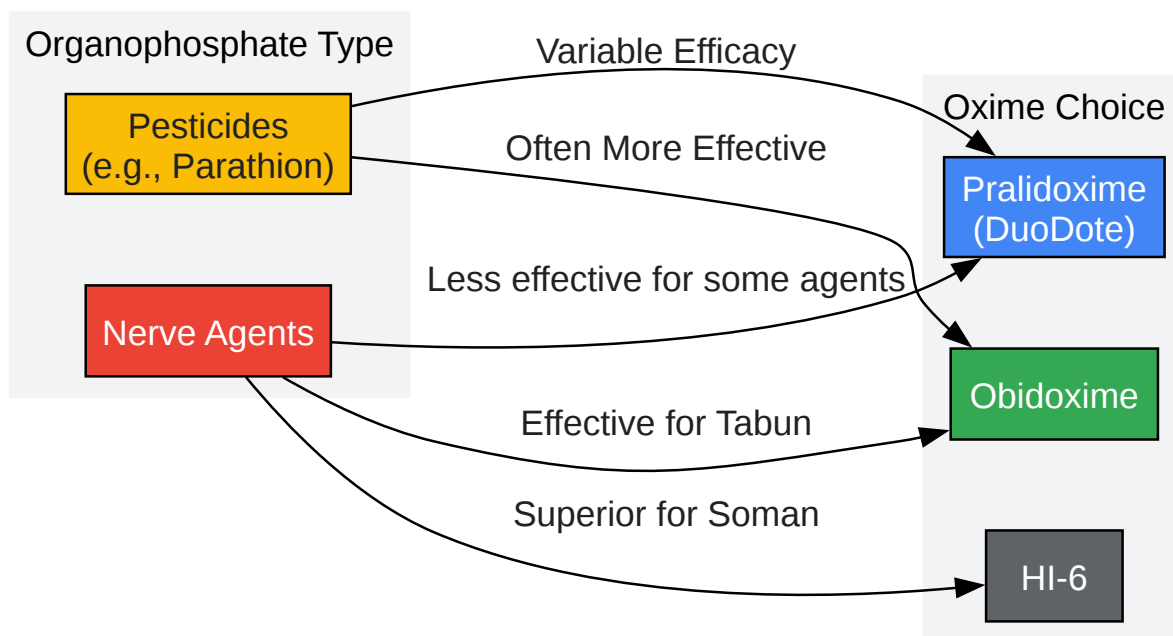 Organophosphate Type
Pesticides
(e.g., Parathion)
Nerve Agents
Variable Efficacy
Often More Effective
Less effective for some agents
Effective for Tabun
Superior for Soman
Oxime Choice
Pralidoxime
(DuoDote)
Obidoxime
HI-6